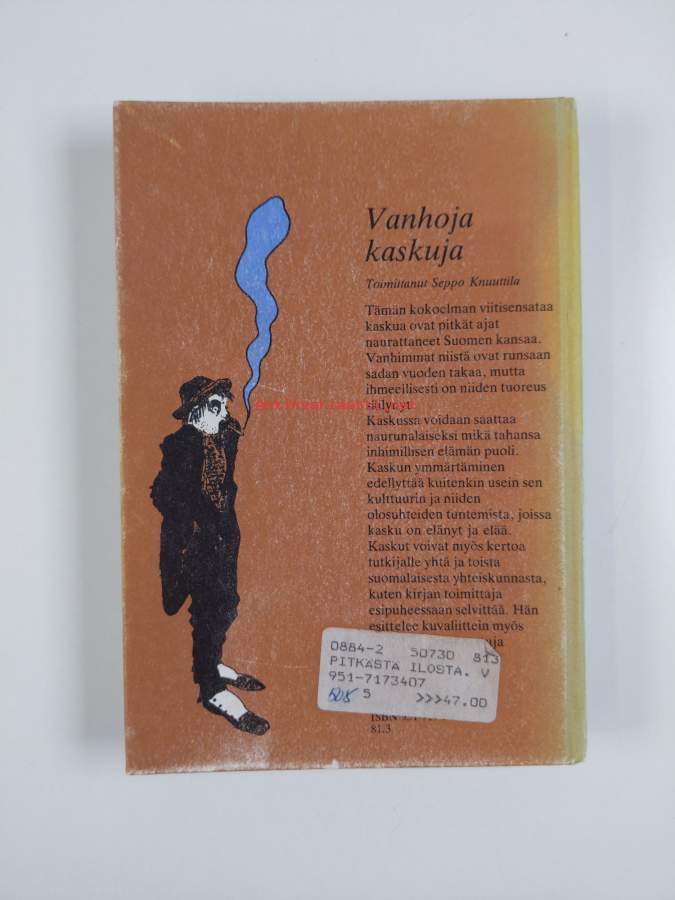 Vanhoja
kaskuja
Toimittanut Seppo Knuuttila
Tämän kokoelman viitisensataa
kaskua ovat pitkät ajat
naurattaneet Suomen kansaa.
Vanhimmat niistä ovat runsaan
sadan vuoden takaa, mutta
ihmeellisesti on niiden tuoreus
säilynyt.
Kaskussa voidaan saattaa
naurunalaiseksi mikä tahansa
inhimillisen elämän puoli.
Kaskun ymmärtäminen
edellyttää kuitenkin usein sen
kulttuurin ja niiden
olosuhteiden tuntemista, joissa
kasku on elänyt ja elää.
Kaskut voivat myös kertoa
tutkijalle yhtä ja toista
suomalaisesta yhteiskunnasta,
kuten kirjan toimittaja
esipuheessaan selvittää. Hän
esittelee kuvaliittein myös
0884-2 50730 813
PITKÄSTÄ ILOSTA. V
951-7173407
5 >>>47.00
ISBN
81.3